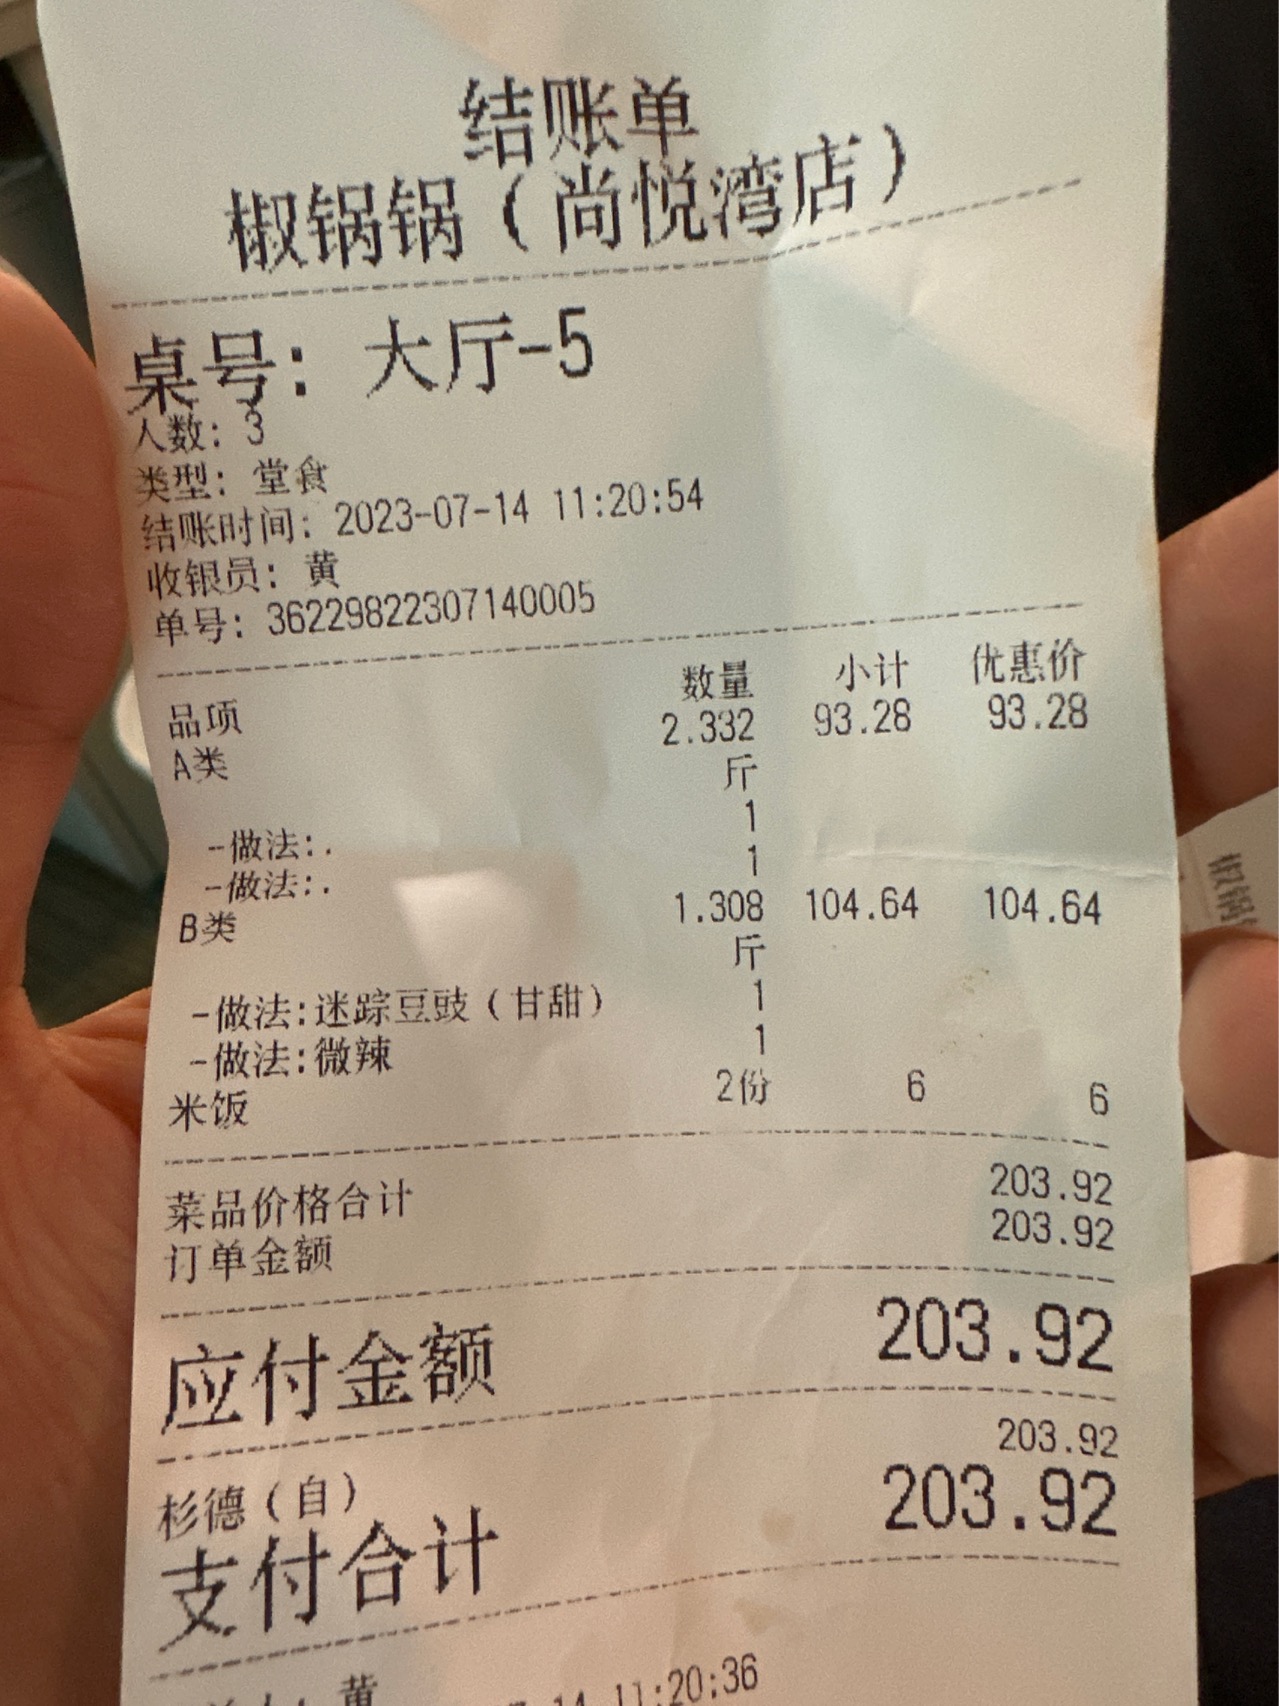 结账单
椒锅锅（尚悦湾店）
桌号：大厅-5
人数：3
类型：堂食
结账时间：2023-07-14 11:20:54
收银员：黄
单号：36229822307140005
品项 数量 小计 优惠价
A类 2.332 93.28 93.28
斤
-做法:. 1
-做法:. 1
B类 1.308 104.64 104.64
斤
-做法:迷踪豆豉（甘甜） 1
-做法:微辣 1
米饭 2份 6 6
菜品价格合计 203.92
订单金额 203.92
应付金额 203.92
杉德（自） 203.92
支付合计 203.92
黄
14 11:20:36
椒锅